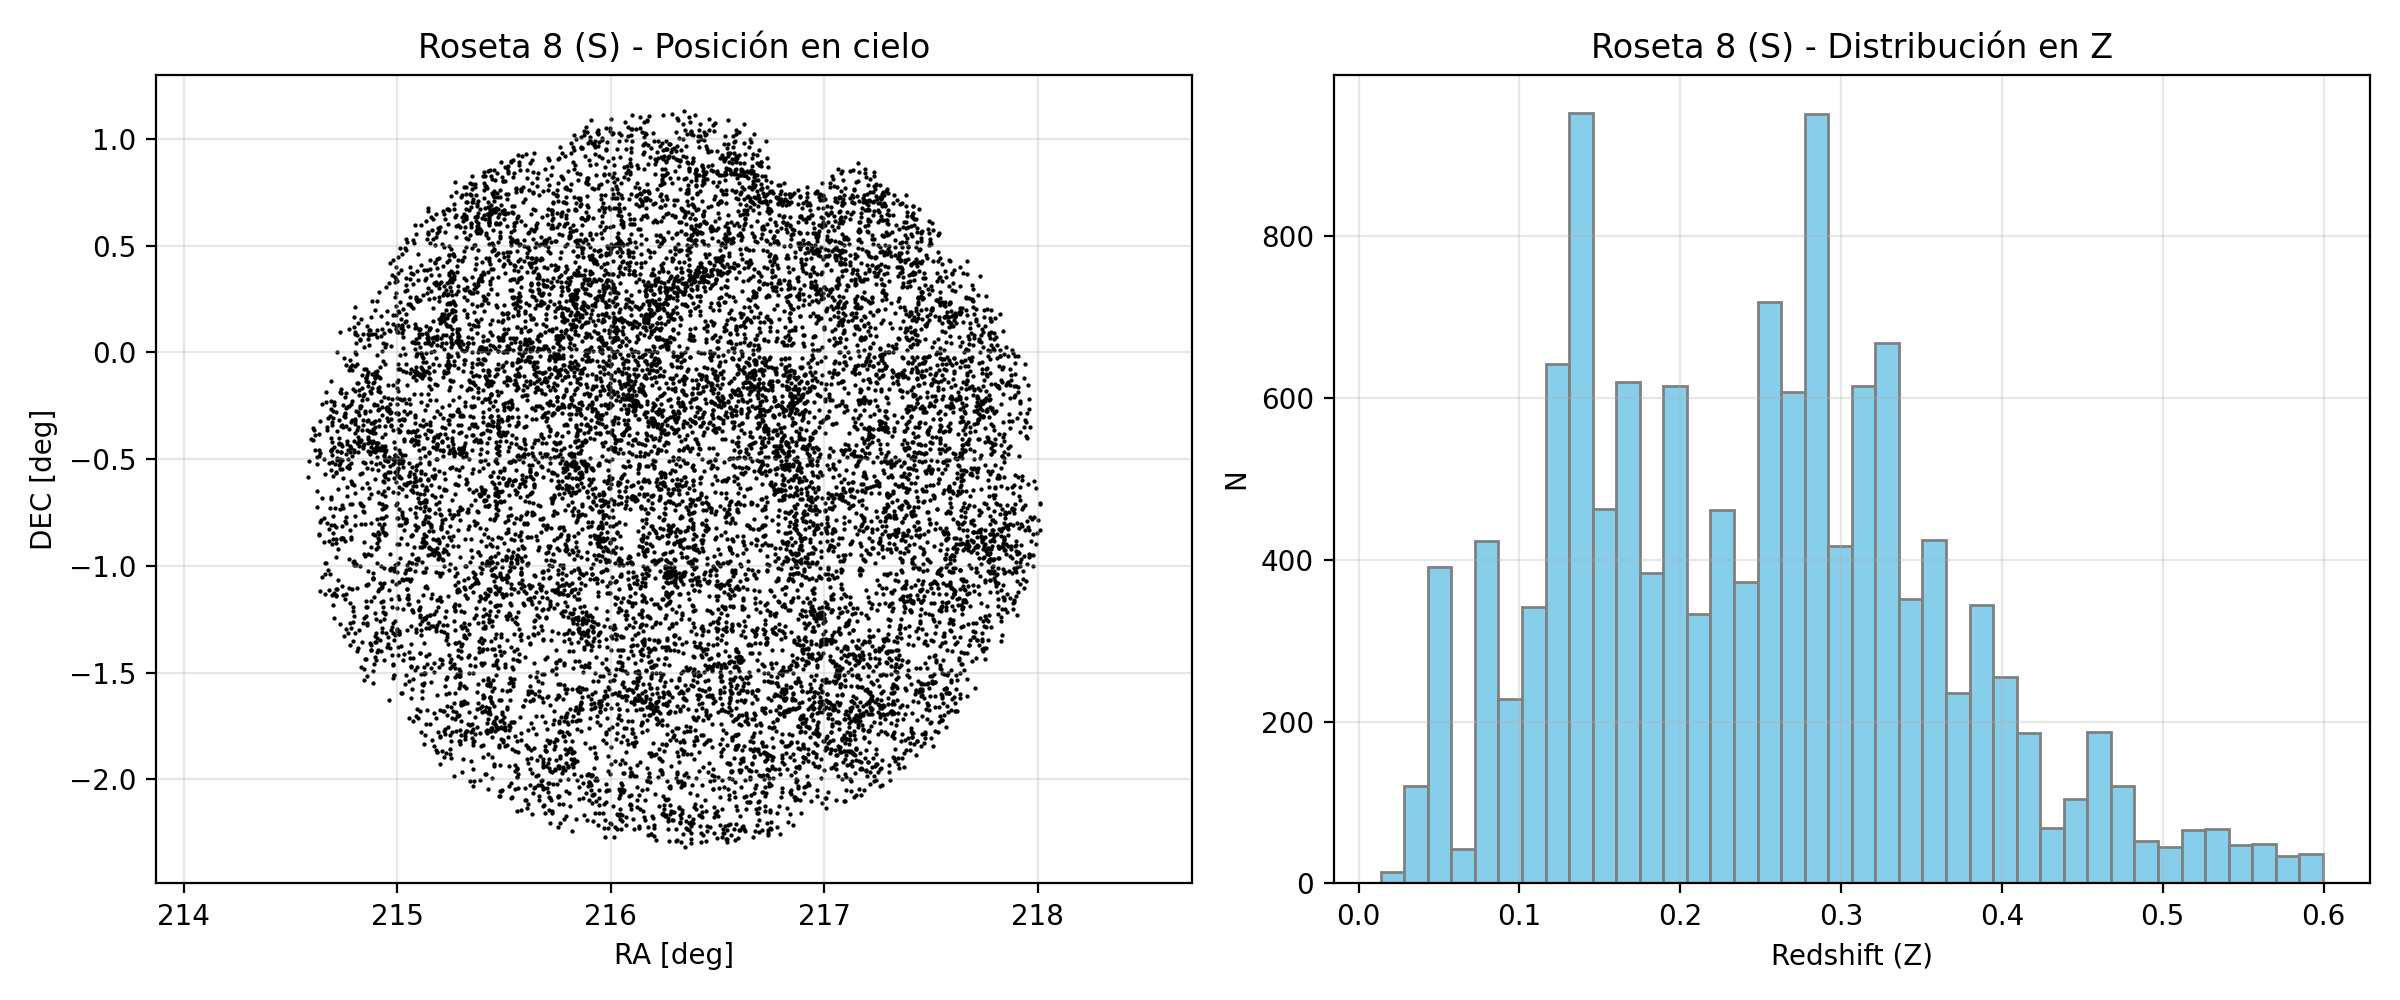 Roseta 8 (S) - Posición en cielo
1.0
0.5
0.0
−0.5
−1.0
−1.5
−2.0
DEC [deg]
214 215 216 217 218
RA [deg]
Roseta 8 (S) - Distribución en Z
800
600
400
200
0
N
0.0 0.1 0.2 0.3 0.4 0.5 0.6
Redshift (Z)